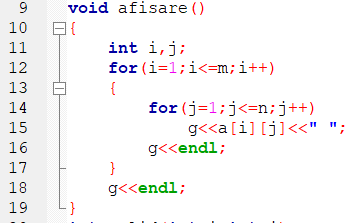 9 void afisare()
10 {
11 int i,j;
12 for(i=1;i<=m;i++)
13 {
14 for(j=1;j<=n;j++)
15 g<<a[i][j]<<" ";
16 g<<endl;
17 }
18 g<<endl;
19 }